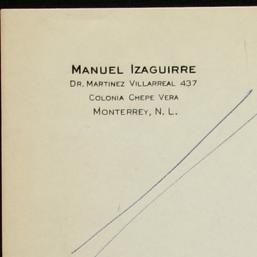 MANUEL IZAGUIRRE
DR. MARTINEZ VILLARREAL 437
COLONIA CHEPE VERA
MONTERREY, N. L.